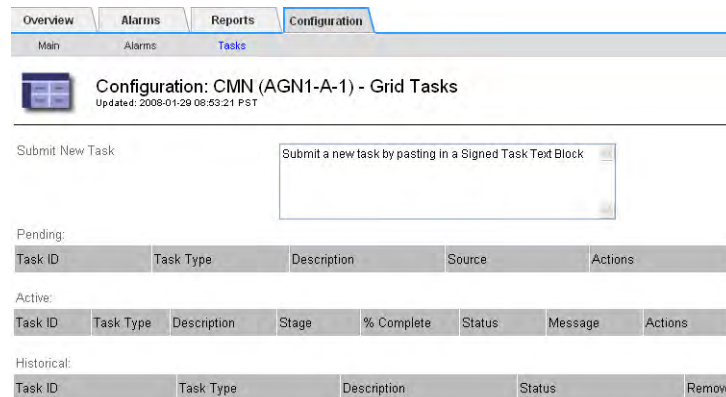 Overview Alarms Reports Configuration
Main Alarms Tasks
Configuration: CMN (AGN1-A-1) - Grid Tasks
Updated: 2008-01-29 08:53:21 PST
Submit New Task
Submit a new task by pasting in a Signed Task Text Block
Pending:
Task ID Task Type Description Source Actions
Active:
Task ID Task Type Description Stage % Complete Status Message Actions
Historical:
Task ID Task Type Description Status Remov